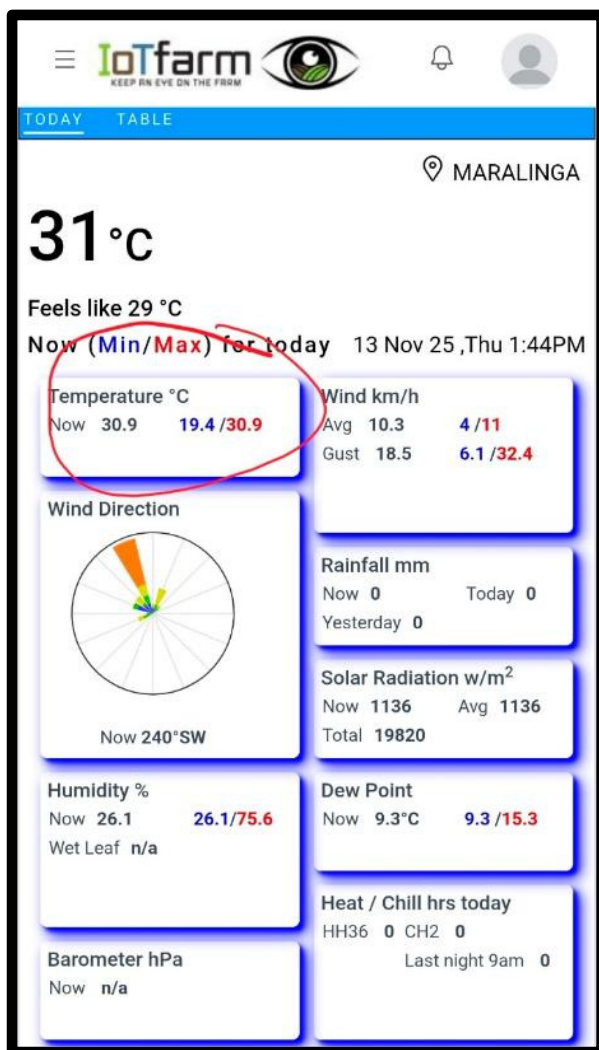 IoTfarm
KEEP AN EYE ON THE FARM
TODAY TABLE
MARALINGA
31°C
Feels like 29 °C
Now (Min/Max) for today 13 Nov 25 ,Thu 1:44PM
Temperature °C
Now 30.9 19.4 /30.9
Wind km/h
Avg 10.3 4 /11
Gust 18.5 6.1 /32.4
Wind Direction
Now 240°SW
Rainfall mm
Now 0 Today 0
Yesterday 0
Solar Radiation w/m²
Now 1136 Avg 1136
Total 19820
Humidity %
Now 26.1 26.1/75.6
Wet Leaf n/a
Dew Point
Now 9.3°C 9.3 /15.3
Barometer hPa
Now n/a
Heat / Chill hrs today
HH36 0 CH2 0
Last night 9am 0